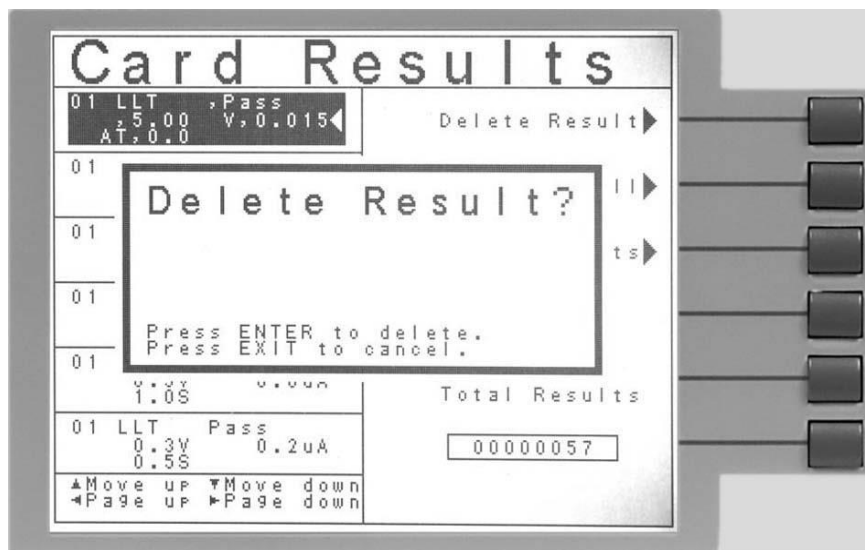 Card Results
01 LLT ,Pass
,5.00 V,0.015
AT,0.0
Delete Result
01
ll
01
ts
01
01
Delete Result?
Press ENTER to delete.
Press EXIT to cancel.
1.0S
Total Results
01 LLT Pass
0.3V 0.2uA
0.5S
00000057
▲Move up ▼Move down
◄Page up ►Page down